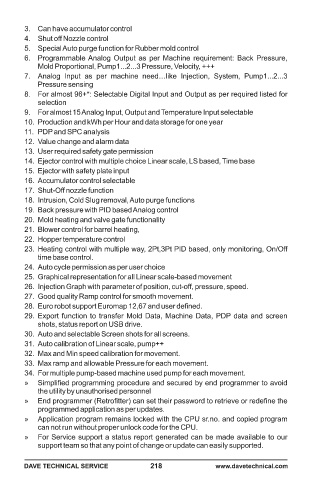 3. Can have accumulator control
4. Shut off Nozzle control
5. Special Auto purge function for Rubber mold control
6. Programmable Analog Output as per Machine requirement: Back Pressure,
Mold Proportional, Pump1...2...3 Pressure, Velocity, +++
7. Analog Input as per machine need…like Injection, System, Pump1...2...3
Pressure sensing
8. For almost 96+*: Selectable Digital Input and Output as per required listed for
selection
9. For almost 15 Analog Input, Output and Temperature Input selectable
10. Production and kWh per Hour and data storage for one year
11. PDP and SPC analysis
12. Value change and alarm data
13. User required safety gate permission
14. Ejector control with multiple choice Linear scale, LS based, Time base
15. Ejector with safety plate input
16. Accumulator control selectable
17. Shut-Off nozzle function
18. Intrusion, Cold Slug removal, Auto purge functions
19. Back pressure with PID based Analog control
20. Mold heating and valve gate functionality
21. Blower control for barrel heating,
22. Hopper temperature control
23. Heating control with multiple way, 2Pt,3Pt PID based, only monitoring, On/Off
time base control.
24. Auto cycle permission as per user choice
25. Graphical representation for all Linear scale-based movement
26. Injection Graph with parameter of position, cut-off, pressure, speed.
27. Good quality Ramp control for smooth movement.
28. Euro robot support Euromap 12,67 and user defined.
29. Export function to transfer Mold Data, Machine Data, PDP data and screen
shots, status report on USB drive.
30. Auto and selectable Screen shots for all screens.
31. Auto calibration of Linear scale, pump++
32. Max and Min speed calibration for movement.
33. Max ramp and allowable Pressure for each movement.
34. For multiple pump-based machine used pump for each movement.
» Simplified programming procedure and secured by end programmer to avoid
the utility by unauthorised personnel
» End programmer (Retrofitter) can set their password to retrieve or redefine the
programmed application as per updates.
» Application program remains locked with the CPU sr.no. and copied program
can not run without proper unlock code for the CPU.
» For Service support a status report generated can be made available to our
support team so that any point of change or update can easily supported.
DAVE TECHNICAL SERVICE 218 www.davetechnical.com